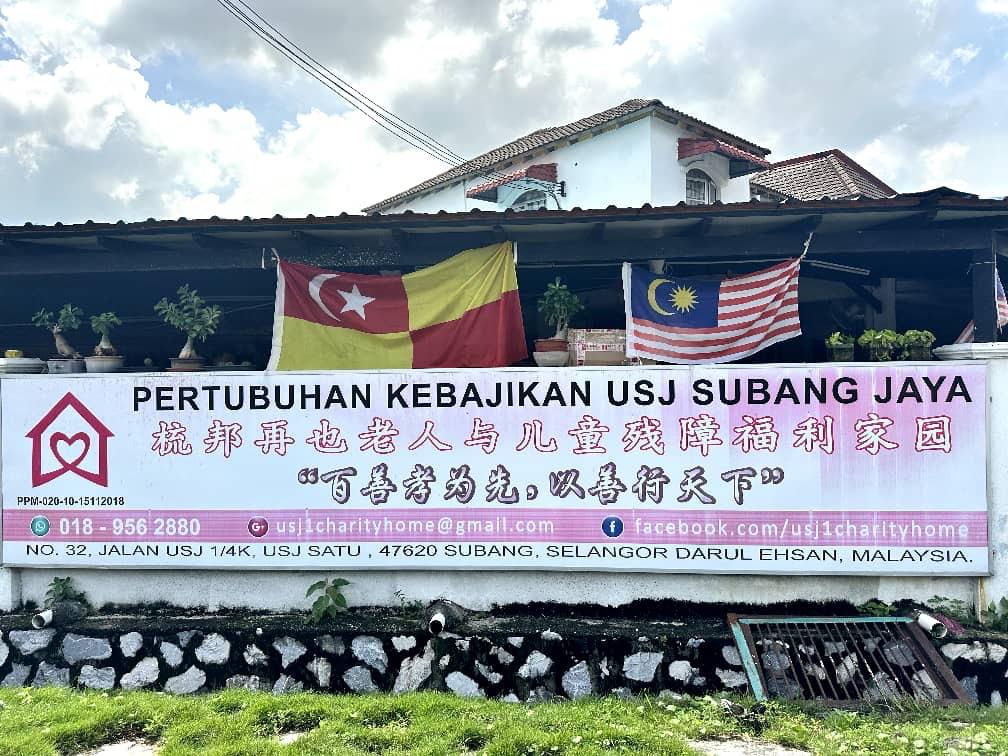 PERTUBUHAN KEBAJIKAN USJ SUBANG JAYA
梳邦再也老人与儿童残障福利家园
“百善孝为先,以善行天下”
PPM-020-10-15112018
018 - 956 2880 usj1charityhome@gmail.com facebook.com/usj1charityhome
NO. 32, JALAN USJ 1/4K, USJ SATU , 47620 SUBANG, SELANGOR DARUL EHSAN, MALAYSIA.